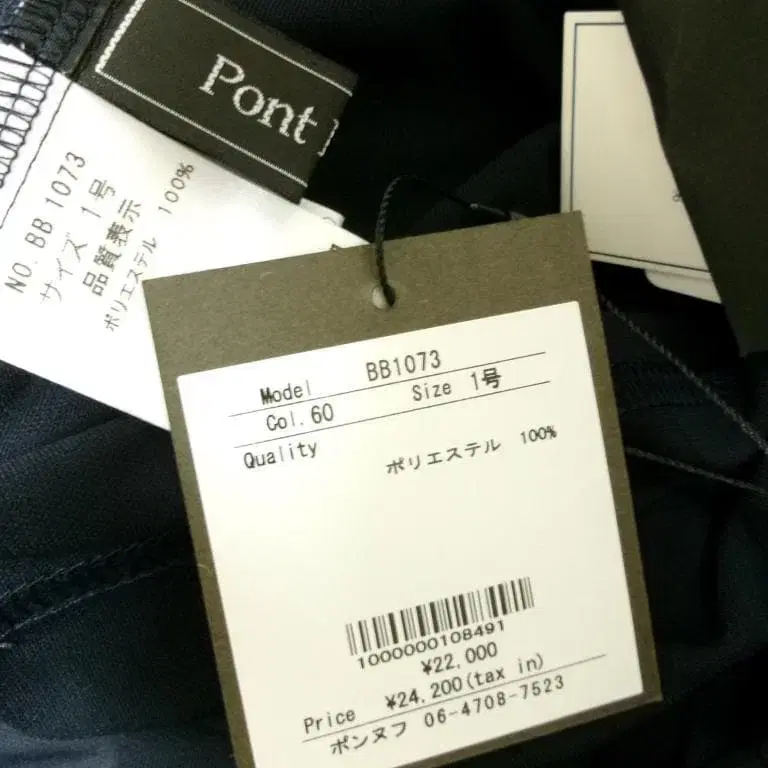 Pont
NO. BB 1073
サイズ 1号
品質表示
ポリエステル 100%
Model BB1073
Col. 60 Size 1号
Quality
ポリエステル 100%
1000000108491
¥22,000
Price ¥24,200(tax in)
ポンヌフ 06-4708-7523